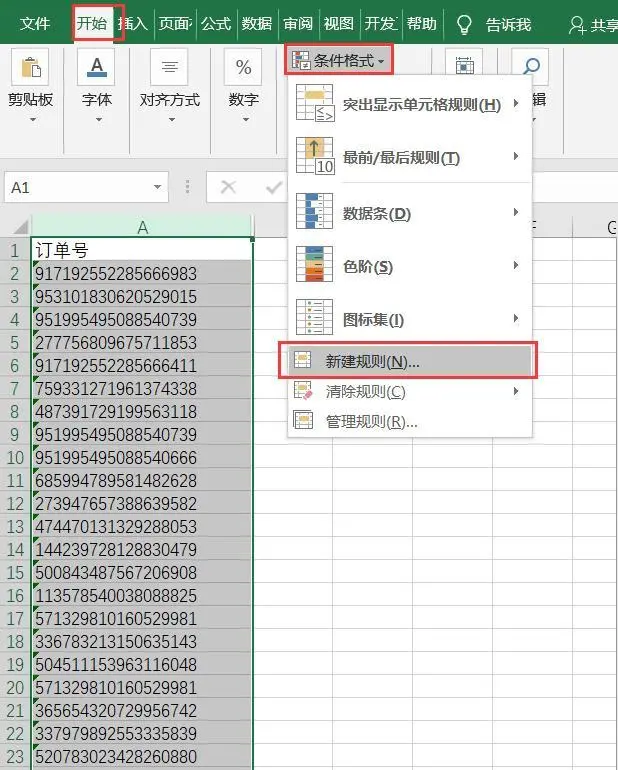 文件 开始 插入 页面 公式 数据 审阅 视图 开发 帮助 告诉我 共享
条件格式
剪贴板 字体 对齐方式 % 数字 辑
突出显示单元格规则(H)
最前/最后规则(T)
数据条(D)
色阶(S)
图标集(I)
新建规则(N)...
清除规则(C)
管理规则(R)...
A1
A F G
1 订单号
2 917192552285666983
3 953101830620529015
4 951995495088540739
5 277756809675711853
6 917192552285666411
7 759331271961374338
8 487391729199563118
9 951995495088540739
10 951995495088540666
11 685994789581482628
12 273947657388639582
13 474470131329288053
14 144239728128830479
15 500843487567206908
16 113578540038088825
17 571329810160529981
18 336783213150635143
19 504511153963116048
20 571329810160529981
21 365654320729956742
22 337979892553335839
23 520783023428260880